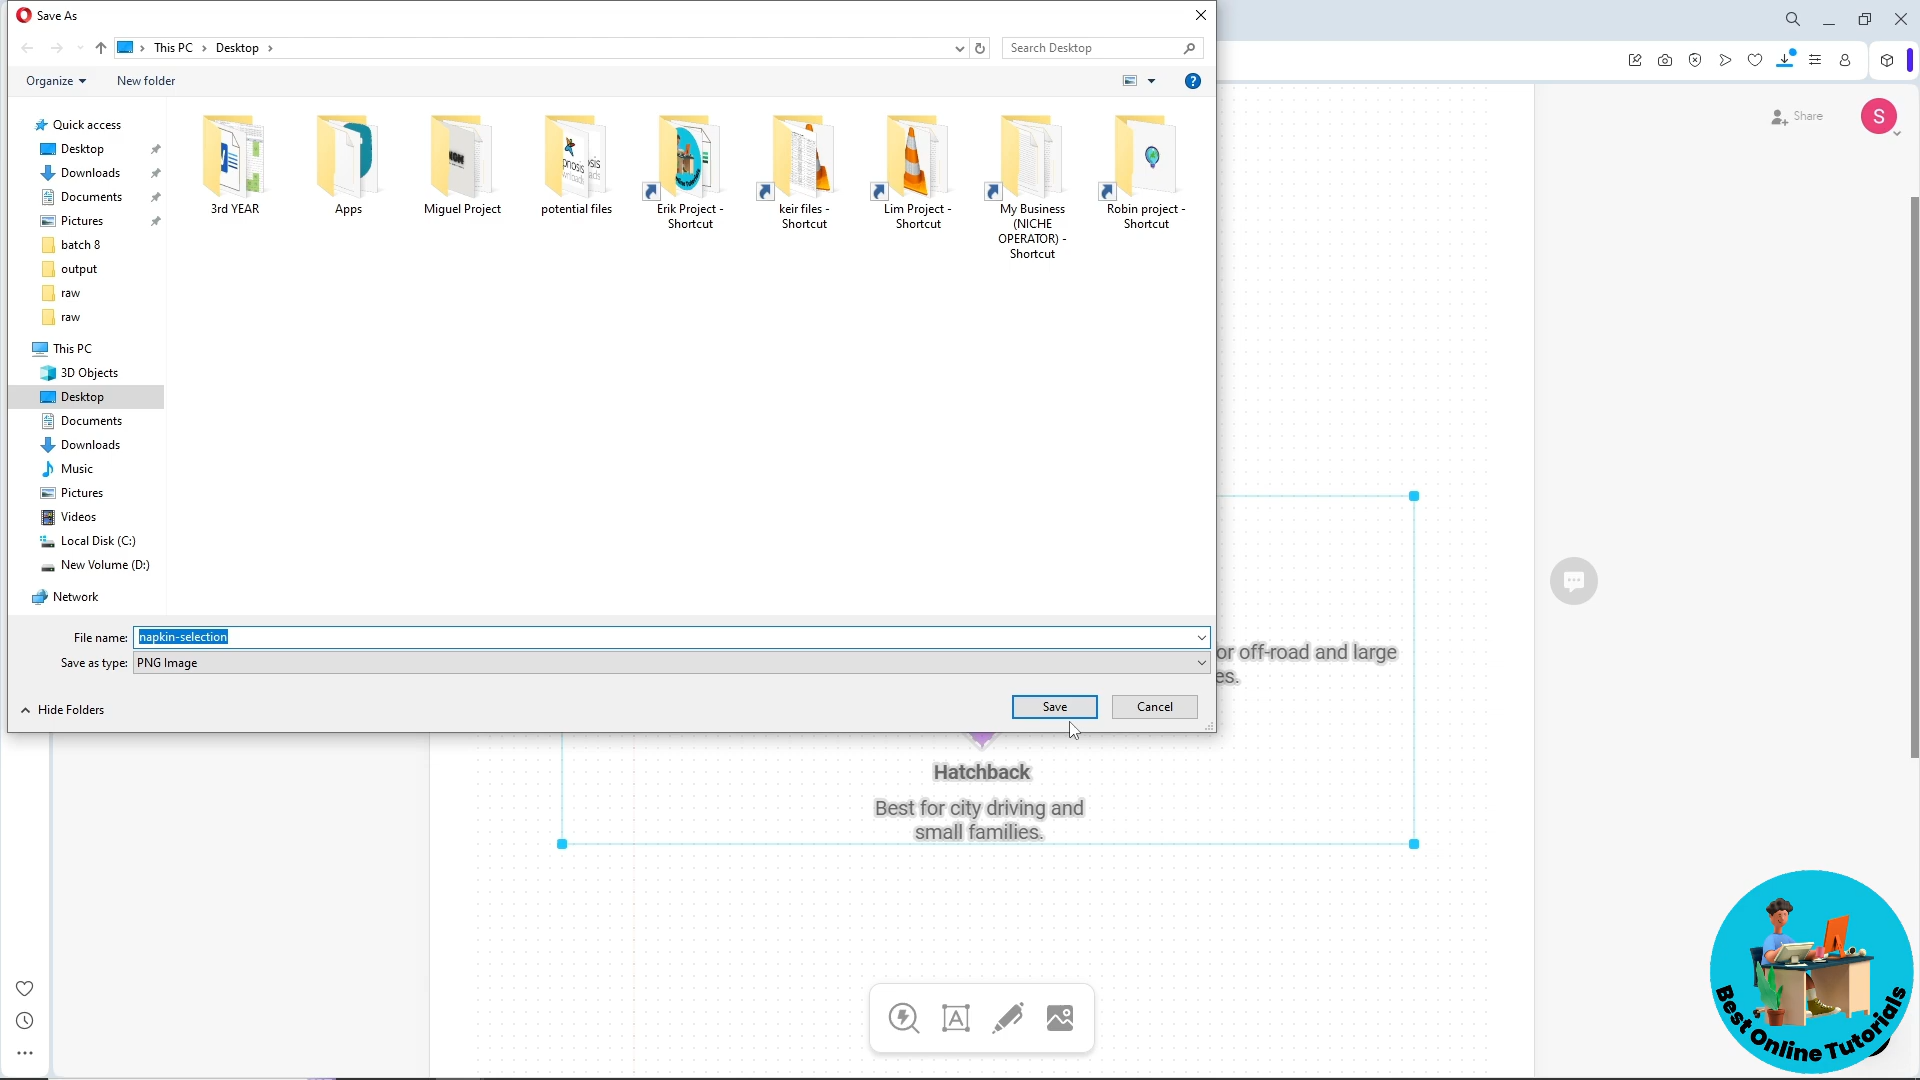 Save As
This PC
Desktop
Search Desktop
Organize
New folder
Quick access
Desktop
Downloads
Documents
Pictures
batch 8
output
raw
raw
This PC
3D Objects
Desktop
Documents
Downloads
Music
Pictures
Videos
Local Disk (C:)
New Volume (D:)
Network
3rd YEAR
Apps
Miguel Project
potential files
Erik Project -
Shortcut
keir files -
Shortcut
Lim Project -
Shortcut
My Business
(NICHE
OPERATOR) -
Shortcut
Robin project -
Shortcut
File name:
napkin-selection
Save as type:
PNG Image
Hide Folders
Save
Cancel
Share
S
or off-road and large
es.
Hatchback
Best for city driving and
small families.
A
Best Online Tutorials